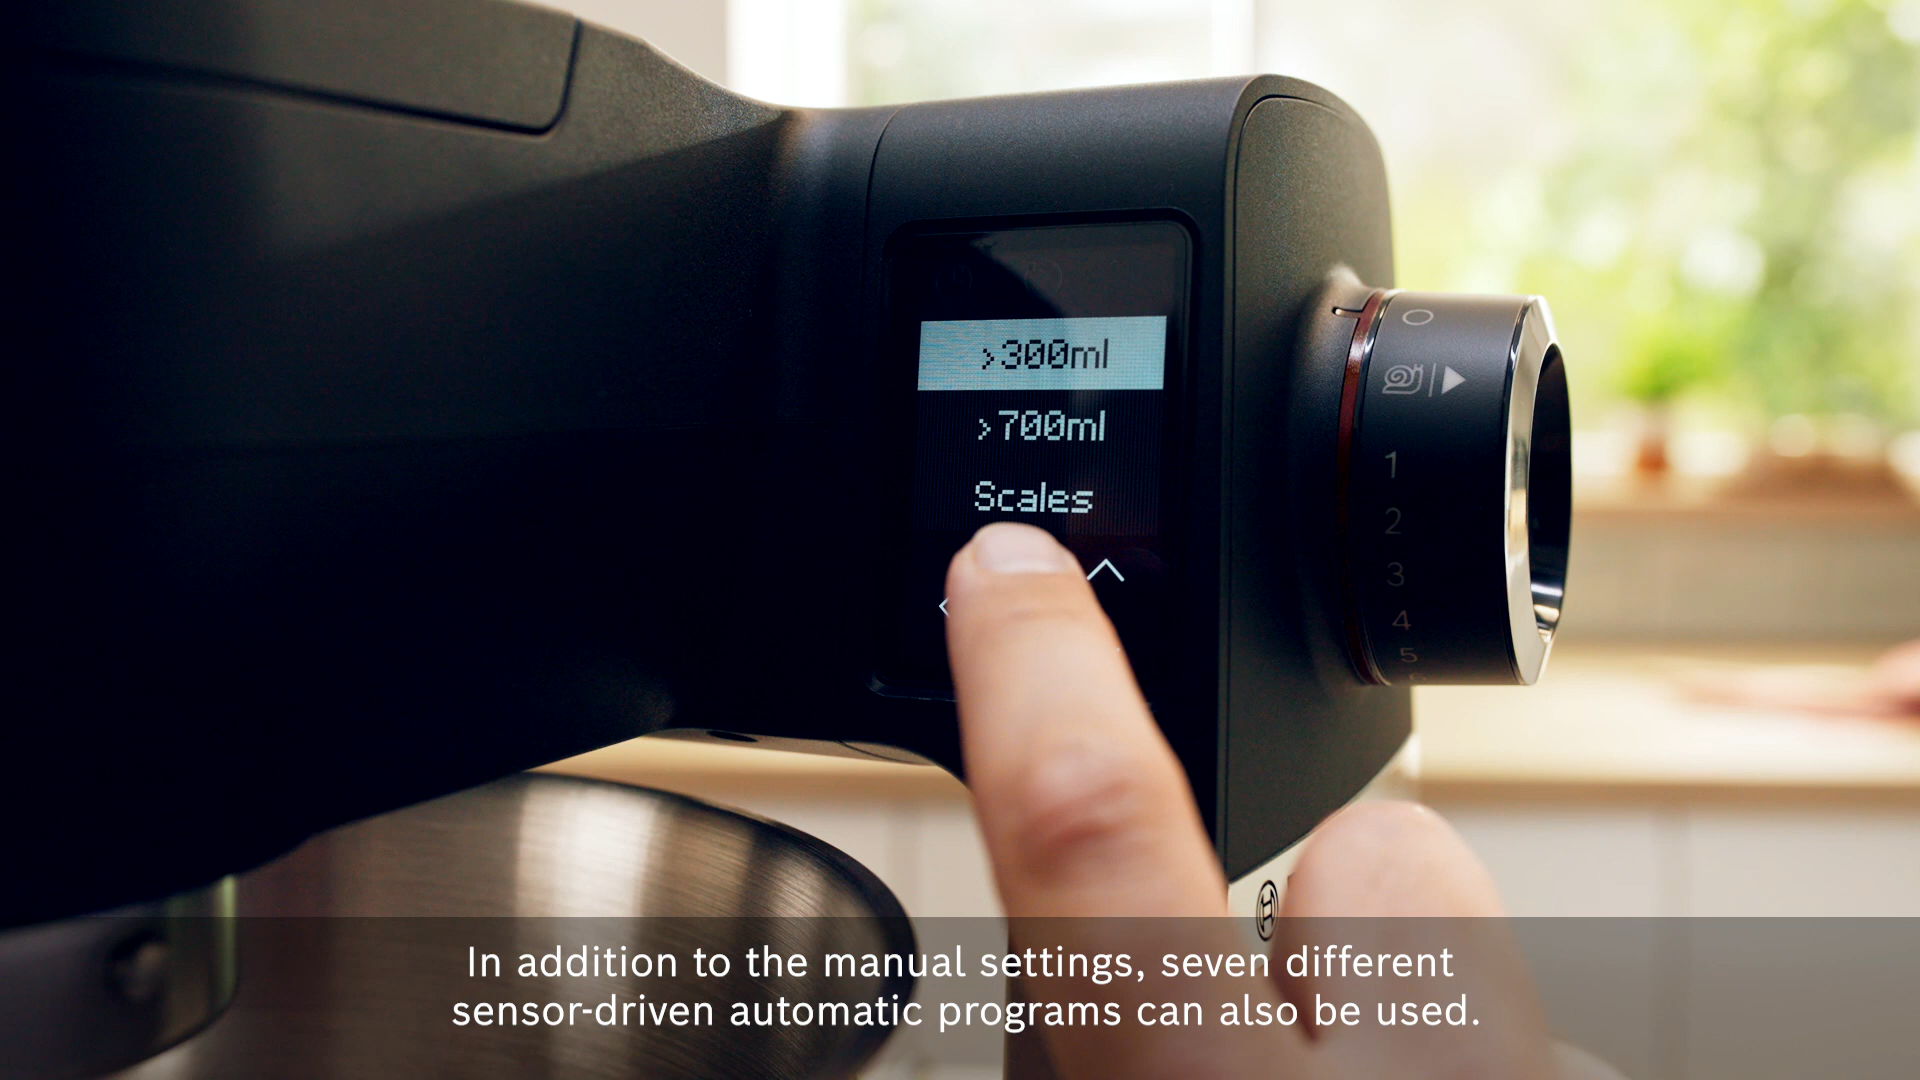 >300ml
>700ml
Scales
1
2
3
4
5
In addition to the manual settings, seven different
sensor-driven automatic programs can also be used.